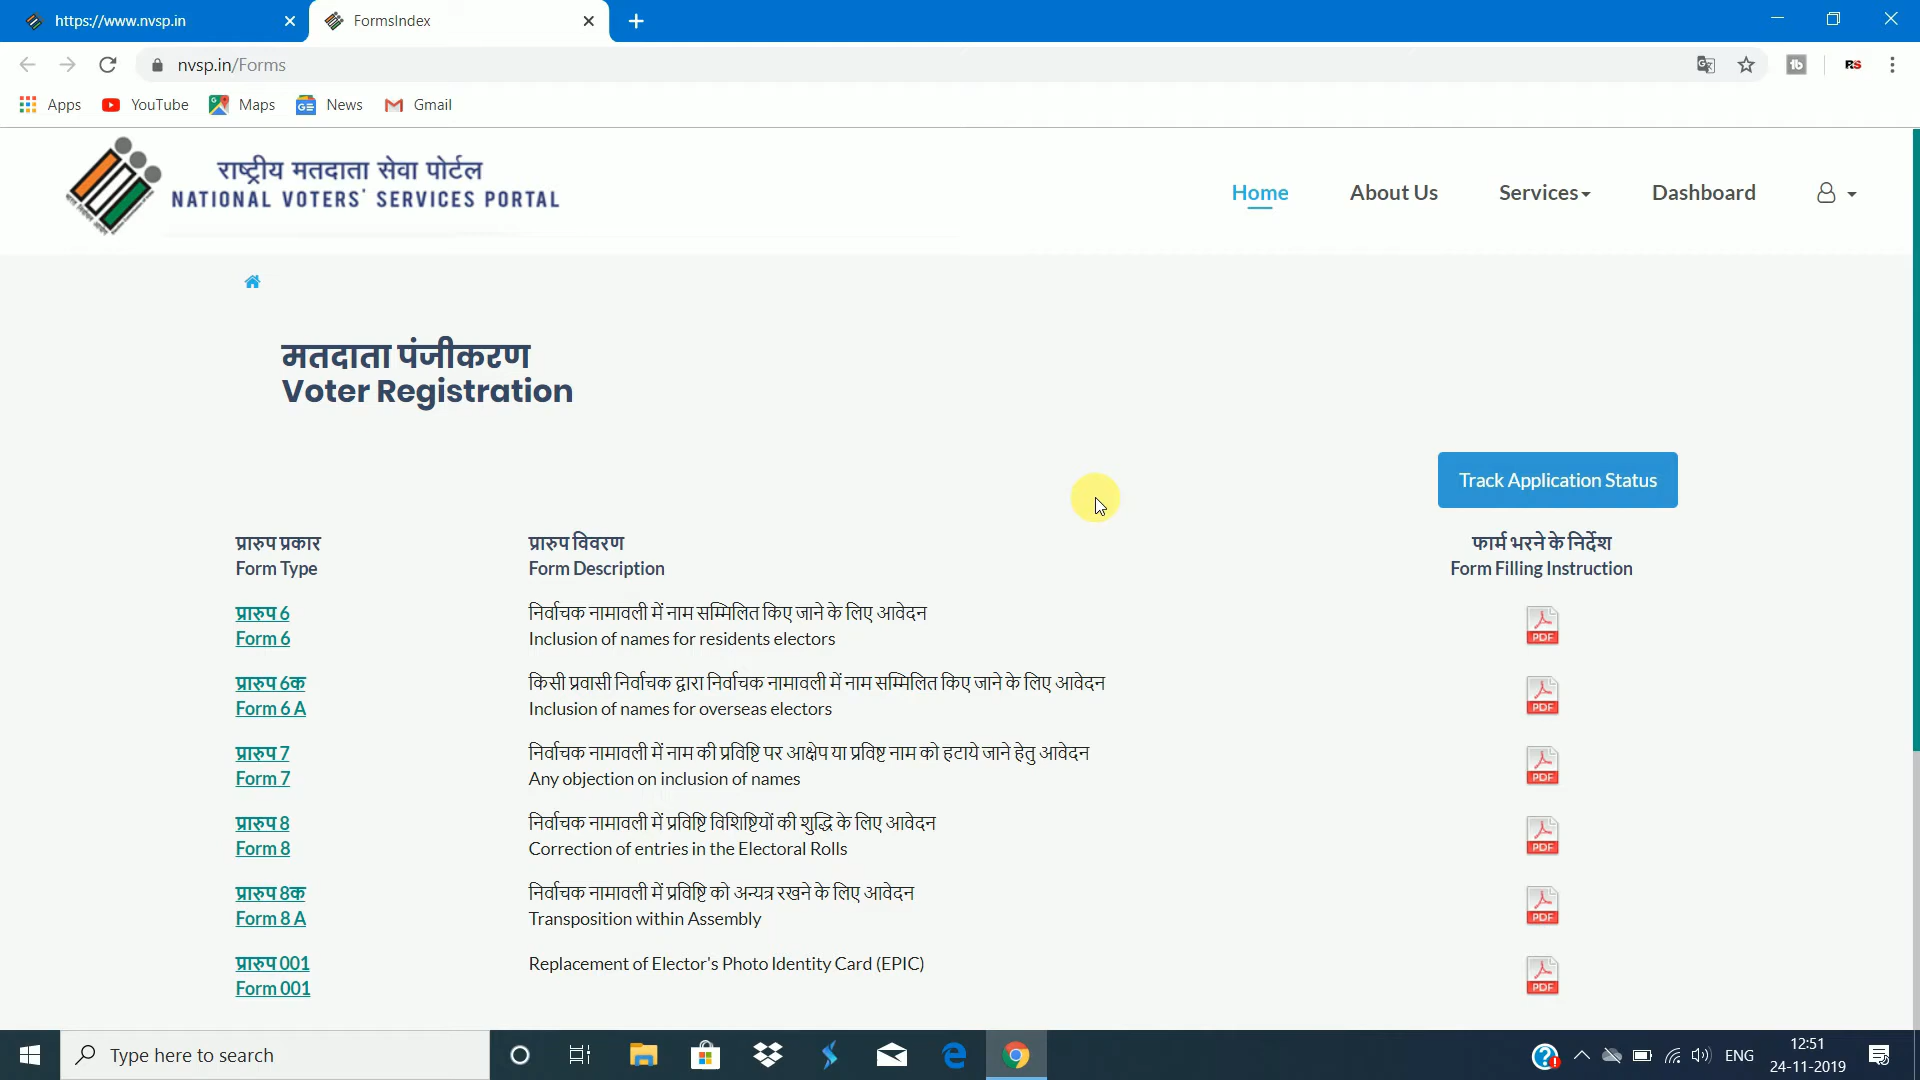 https://www.nvsp.in
FormsIndex
nvsp.in/Forms
Apps
YouTube
Maps
News
Gmail
राष्ट्रीय मतदाता सेवा पोर्टल
NATIONAL VOTERS' SERVICES PORTAL
Home
About Us
Services
Dashboard
मतदाता पंजीकरण
Voter Registration
Track Application Status
प्रारुप प्रकार
Form Type
प्रारुप विवरण
Form Description
फार्म भरने के निर्देश
Form Filling Instruction
प्रारुप 6
Form 6
निर्वाचक नामावली में नाम सम्मिलित किए जाने के लिए आवेदन
Inclusion of names for residents electors
PDF
प्रारुप 6क
Form 6 A
किसी प्रवासी निर्वाचक द्वारा निर्वाचक नामावली में नाम सम्मिलित किए जाने के लिए आवेदन
Inclusion of names for overseas electors
PDF
प्रारुप 7
Form 7
निर्वाचक नामावली में नाम की प्रविष्टि पर आक्षेप या प्रविष्ट नाम को हटाये जाने हेतु आवेदन
Any objection on inclusion of names
PDF
प्रारुप 8
Form 8
निर्वाचक नामावली में प्रविष्टि विशिष्टियों की शुद्धि के लिए आवेदन
Correction of entries in the Electoral Rolls
PDF
प्रारुप 8क
Form 8 A
निर्वाचक नामावली में प्रविष्टि को अन्यत्र रखने के लिए आवेदन
Transposition within Assembly
PDF
प्रारुप 001
Form 001
Replacement of Elector's Photo Identity Card (EPIC)
PDF
Type here to search
ENG
12:51
24-11-2019